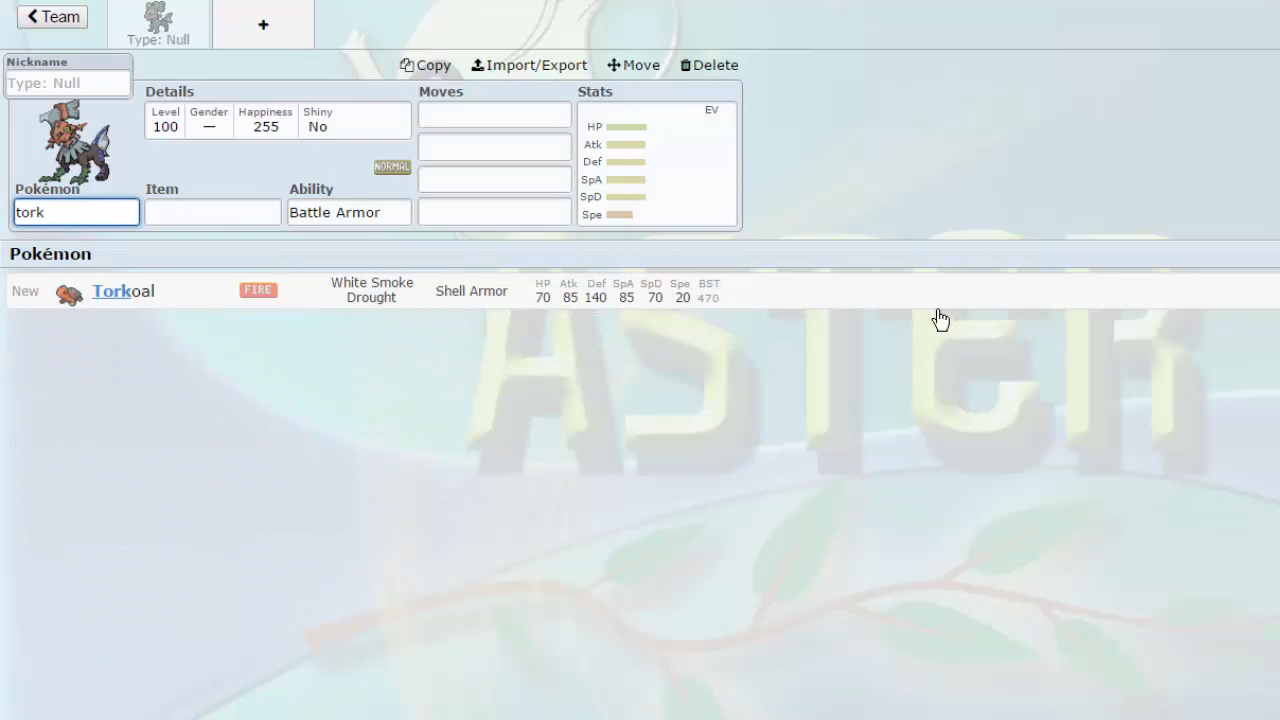 Team
Type: Null
+
Nickname
Type: Null
Copy Import/Export Move Delete
Details Moves Stats
Level Gender Happiness Shiny
100 — 255 No
EV
HP
Atk
Def
SpA
SpD
Spe
NORMAL
Pokémon Item Ability
tork Battle Armor
Pokémon
New Torkoal FIRE White Smoke Drought Shell Armor
HP Atk Def SpA SpD Spe BST
70 85 140 85 70 20 470
ASTER